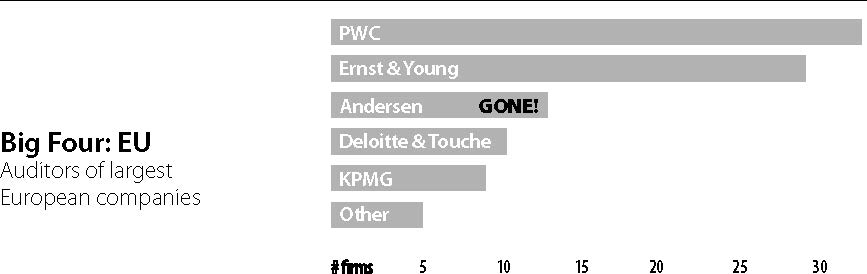 PWC
Ernst & Young
Andersen GONE!
Deloitte & Touche
KPMG
Other
Big Four: EU
Auditors of largest
European companies
# firms 5 10 15 20 25 30